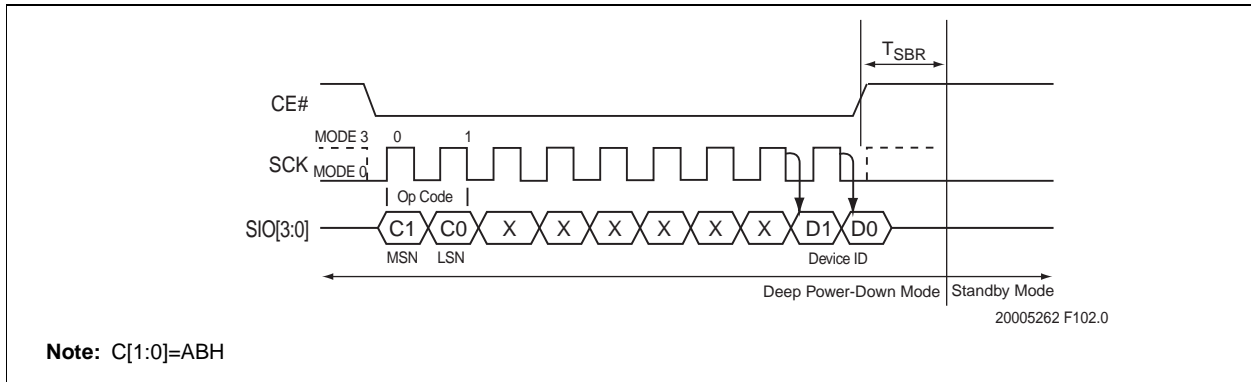 TSBR
CE#
MODE 3 0 1
SCK MODE 0
Op Code
SIO[3:0] C1 C0 X X X X X X D1 D0
MSN LSN Device ID
Deep Power-Down Mode Standby Mode
20005262 F102.0
Note: C[1:0]=ABH